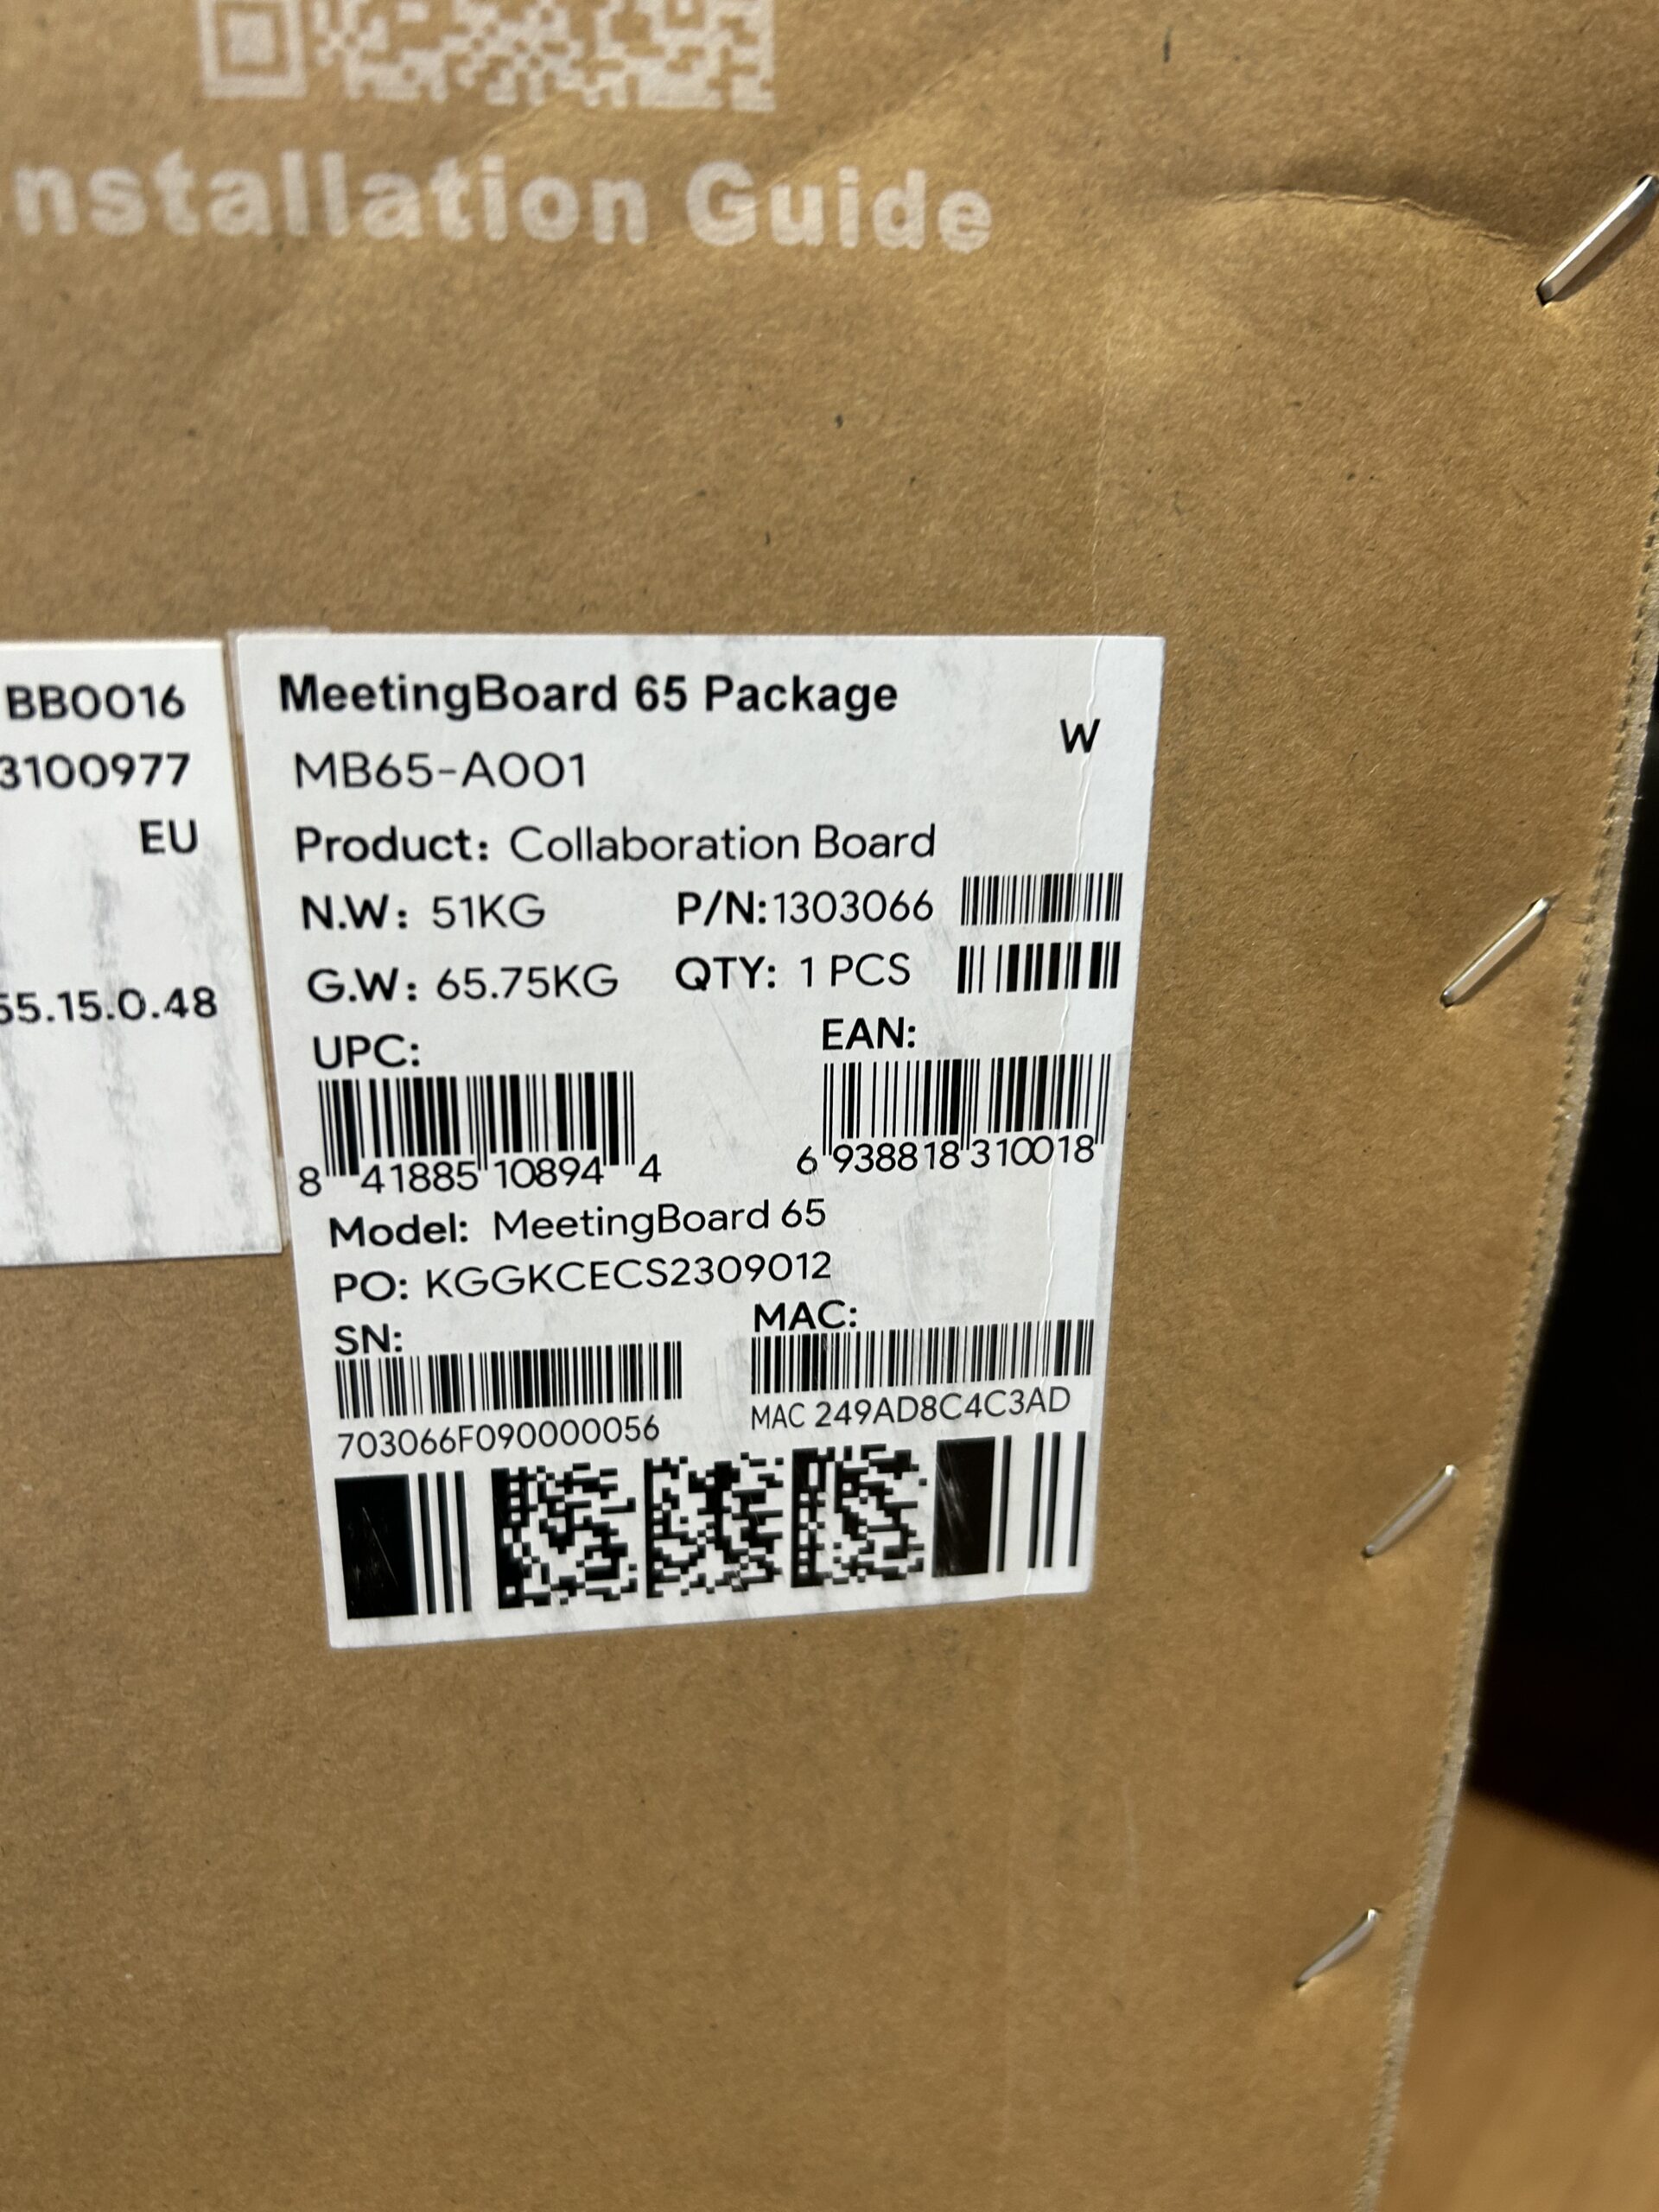 nstallation Guide
BB0016
3100977
EU
55.15.0.48
MeetingBoard 65 Package
W
MB65-A001
Product: Collaboration Board
N.W: 51KG P/N:1303066
G.W: 65.75KG QTY: 1 PCS
UPC: EAN:
8 41885 10894 4 6 938818 310018
Model: MeetingBoard 65
PO: KGGKCECS2309012
SN: MAC:
703066F090000056 MAC 249AD8C4C3AD